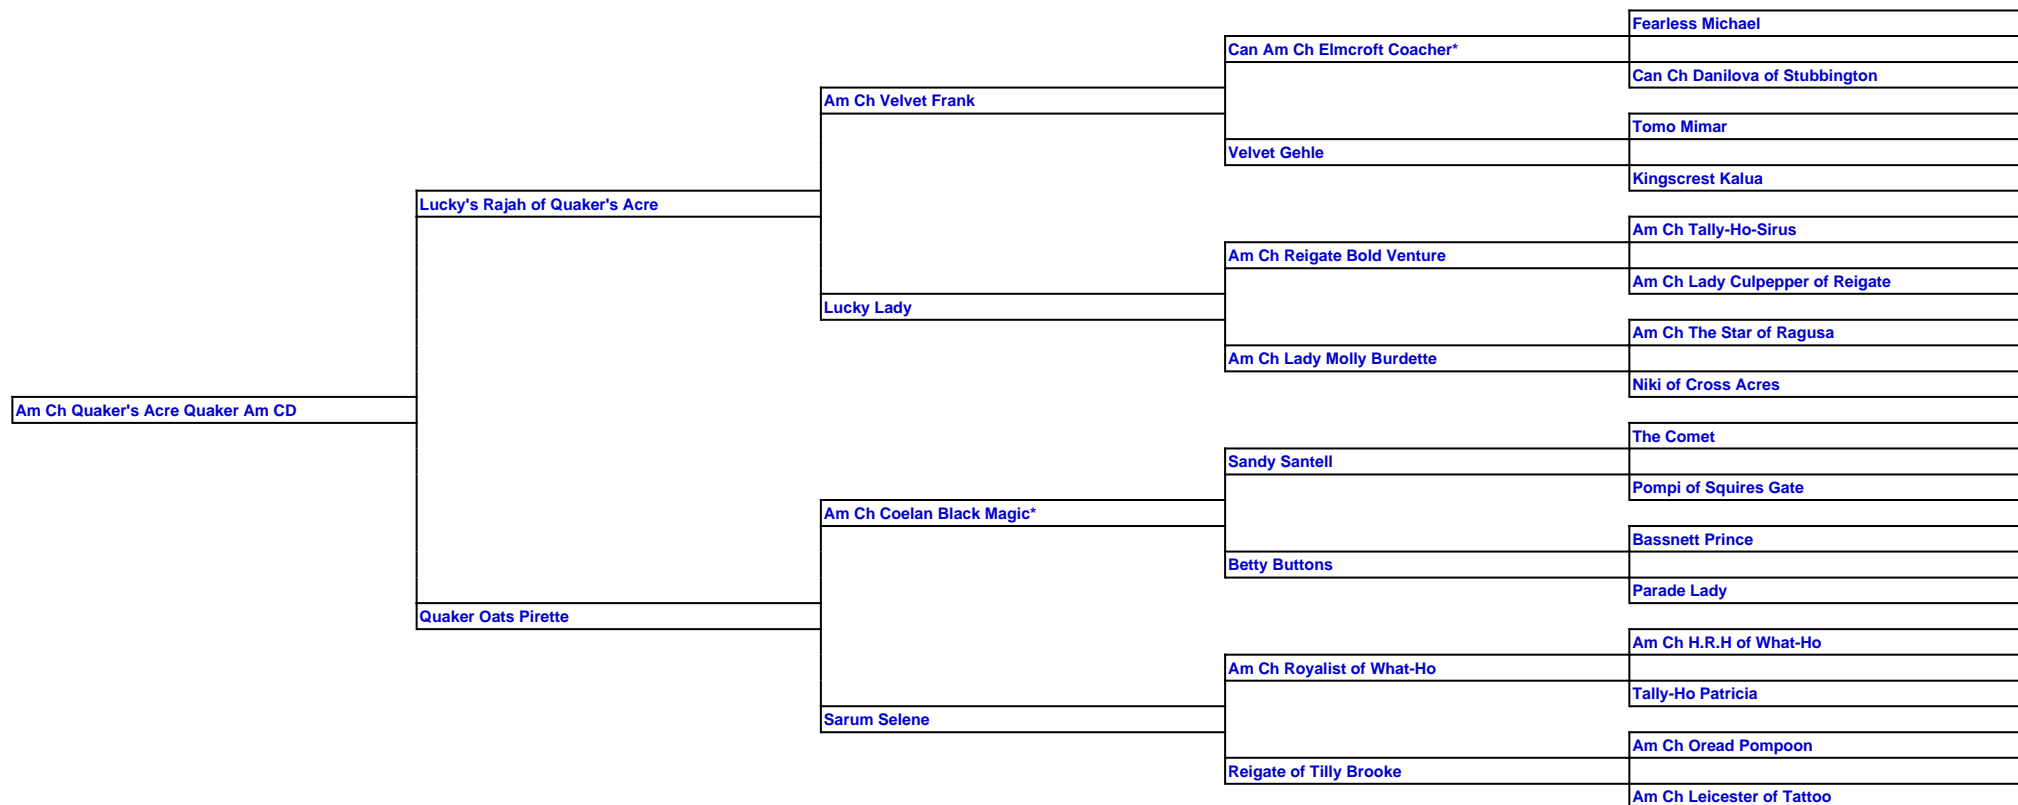 Fearless Michael
Can Am Ch Elmcroft Coacher*
Can Ch Danilova of Stubbington
Am Ch Velvet Frank
Tomo Mimar
Velvet Gehle
Kingscrest Kalua
Lucky's Rajah of Quaker's Acre
Am Ch Tally-Ho-Sirus
Am Ch Reigate Bold Venture
Am Ch Lady Culpepper of Reigate
Lucky Lady
Am Ch The Star of Ragusa
Am Ch Lady Molly Burdette
Niki of Cross Acres
Am Ch Quaker's Acre Quaker Am CD
The Comet
Sandy Santell
Pompi of Squires Gate
Am Ch Coelan Black Magic*
Bassnett Prince
Betty Buttons
Parade Lady
Quaker Oats Pirette
Am Ch H.R.H of What-Ho
Am Ch Royalist of What-Ho
Tally-Ho Patricia
Sarum Selene
Am Ch Oread Pompoon
Reigate of Tilly Brooke
Am Ch Leicester of Tattoo